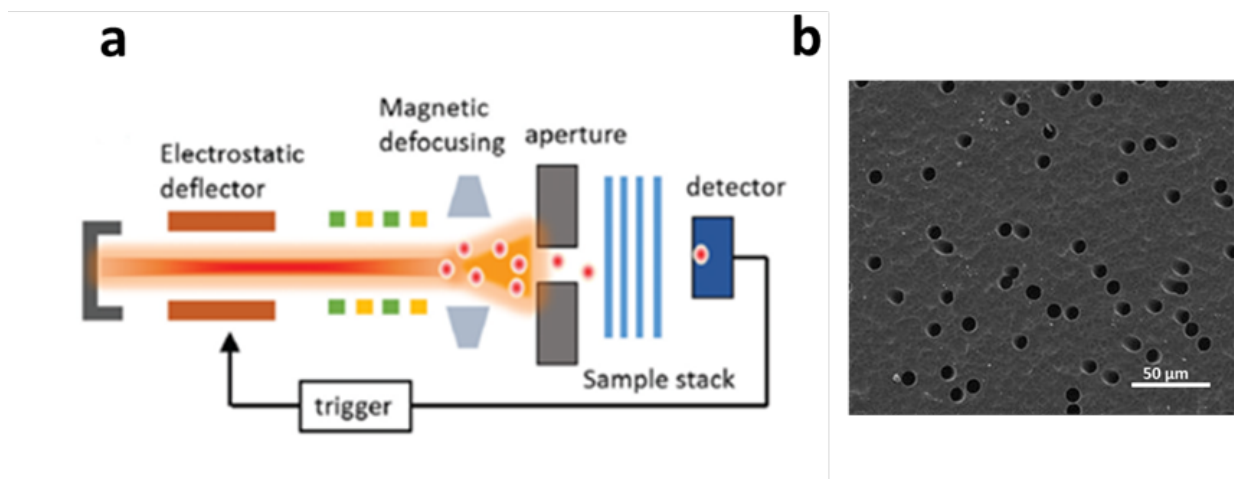 a
b
Magnetic
defocusing
aperture
Electrostatic
deflector
detector
Sample stack
trigger
50 µm